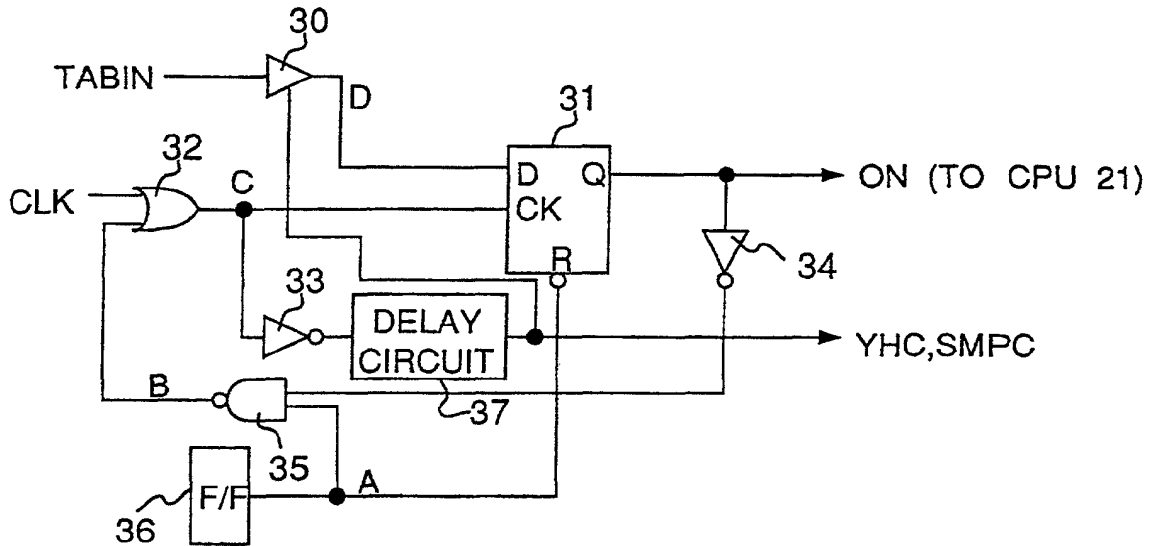 30
TABIN
D
31
32
D Q
C
CLK
CK
ON (TO CPU 21)
R
34
33
DELAY
CIRCUIT
YHC,SMPC
B
37
35
A
F/F
36